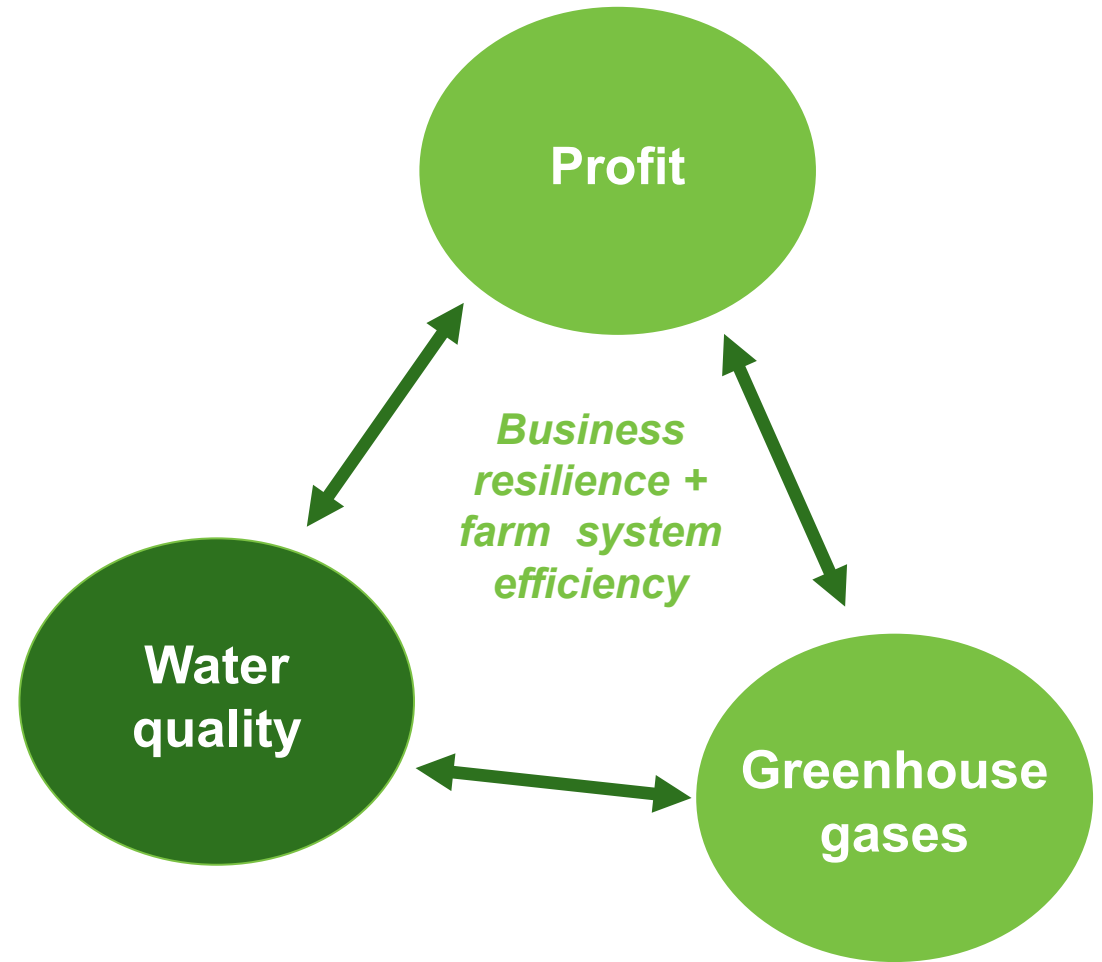 Profit
Business
resilience +
farm system
efficiency
Water
quality
Greenhouse
gases